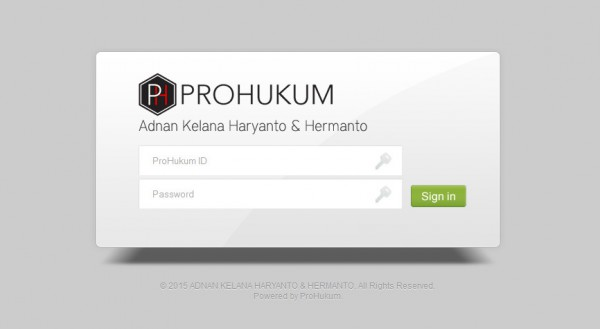 PH PROHUKUM
Adnan Kelana Haryanto & Hermanto
ProHukum ID
Password
Sign in
© 2015 ADNAN KELANA HARYANTO & HERMANTO. All Rights Reserved.
Powered by ProHukum